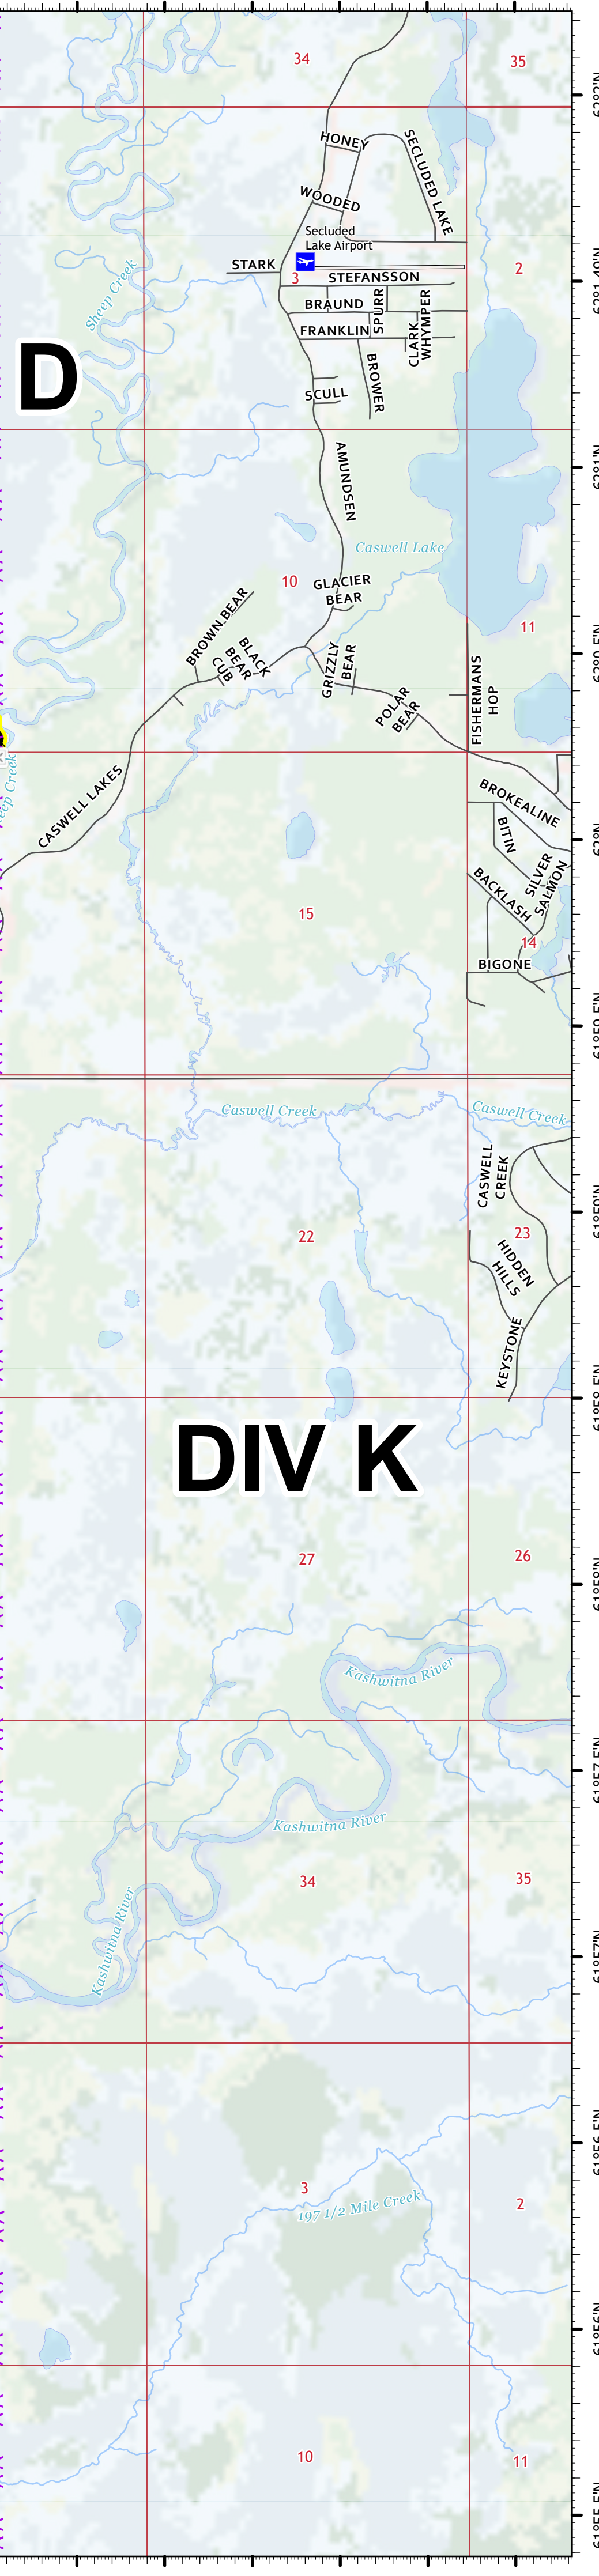 34
35
HONEY
SECLUDED LAKE
WOODED
Secluded
Lake Airport
STARK
3
2
STEFANSSON
BRAUND
SPURR
WHYMPER
FRANKLIN
CLARK
Sheep Creek
D
SCULL
BROWER
AMUNDSEN
Caswell Lake
10
GLACIER
BEAR
11
BROWN BEAR
BLACK
BEAR
CUB
GRIZZLY
BEAR
POLAR
BEAR
FISHERMANS
HOP
CASWELL LAKES
BROKEALINE
BITIN
SILVER
SALMON
BACKLASH
15
14
BIGONE
Caswell Creek
Caswell Creek
CASWELL
CREEK
22
23
HIDDEN
HILLS
KEYSTONE
DIV K
27
26
Kashwitna River
Kashwitna River
34
35
Kashwitna River
3
2
197 1/2 Mile Creek
10
11